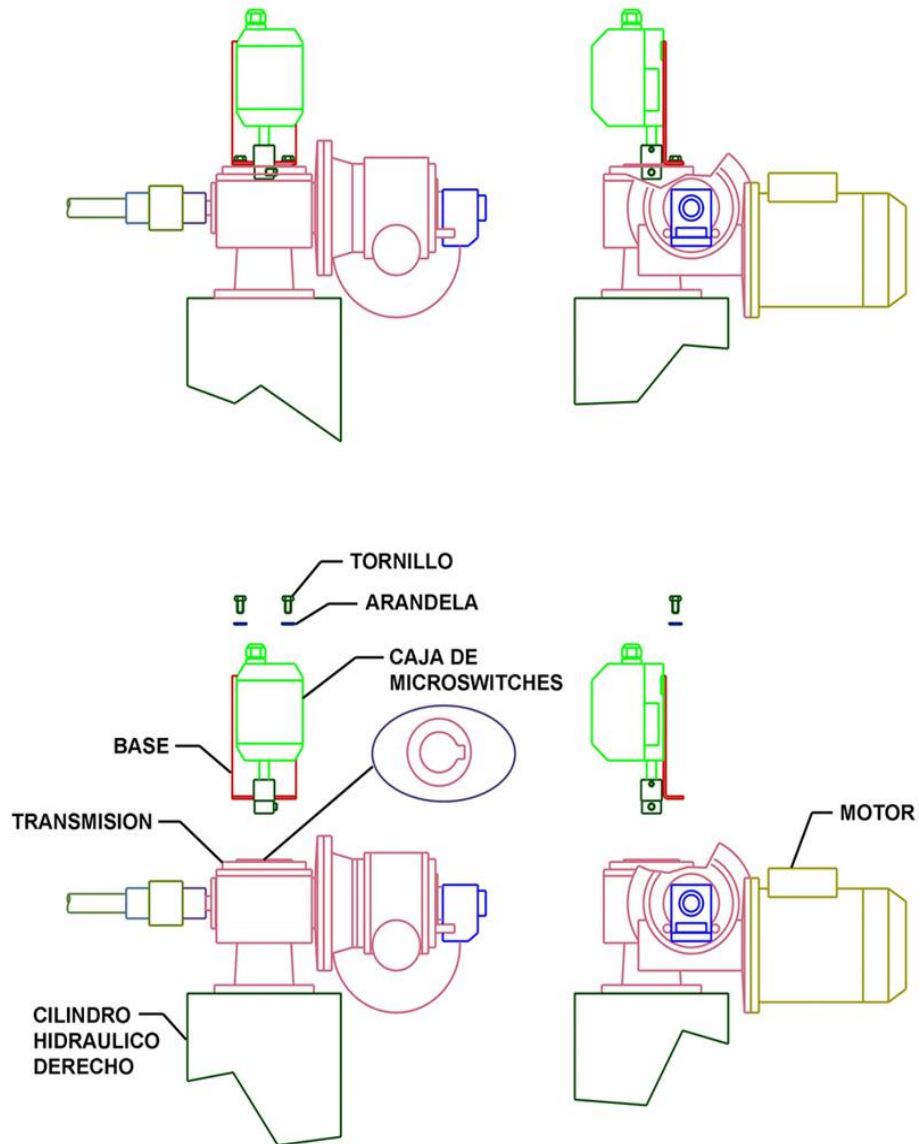 TORNILLO
ARANDELA
CAJA DE
MICROSWITCHES
BASE
TRANSMISION
MOTOR
CILINDRO
HIDRAULICO
DERECHO